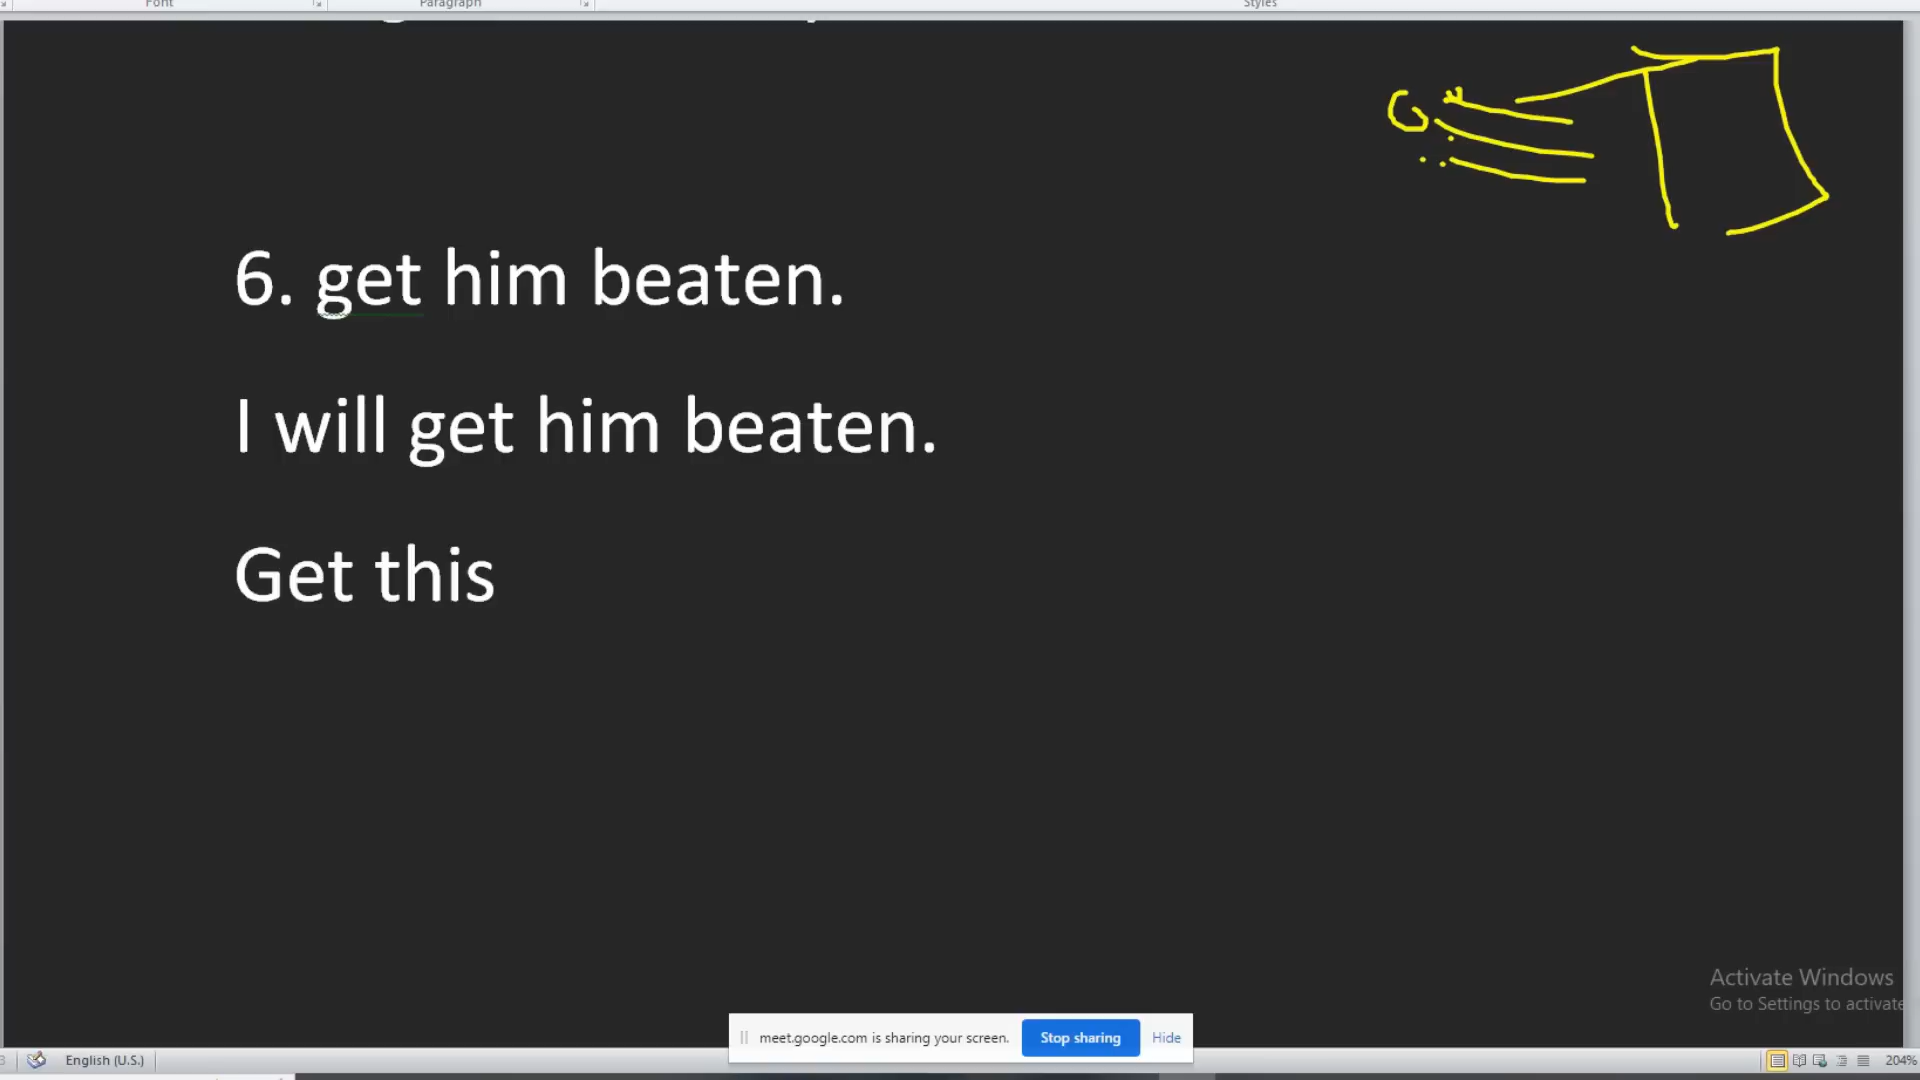 Font Paragraph Styles
6. get him beaten.
I will get him beaten.
Get this
Activate Windows
Go to Settings to activate
meet.google.com is sharing your screen. Stop sharing Hide
English (U.S.) 204%